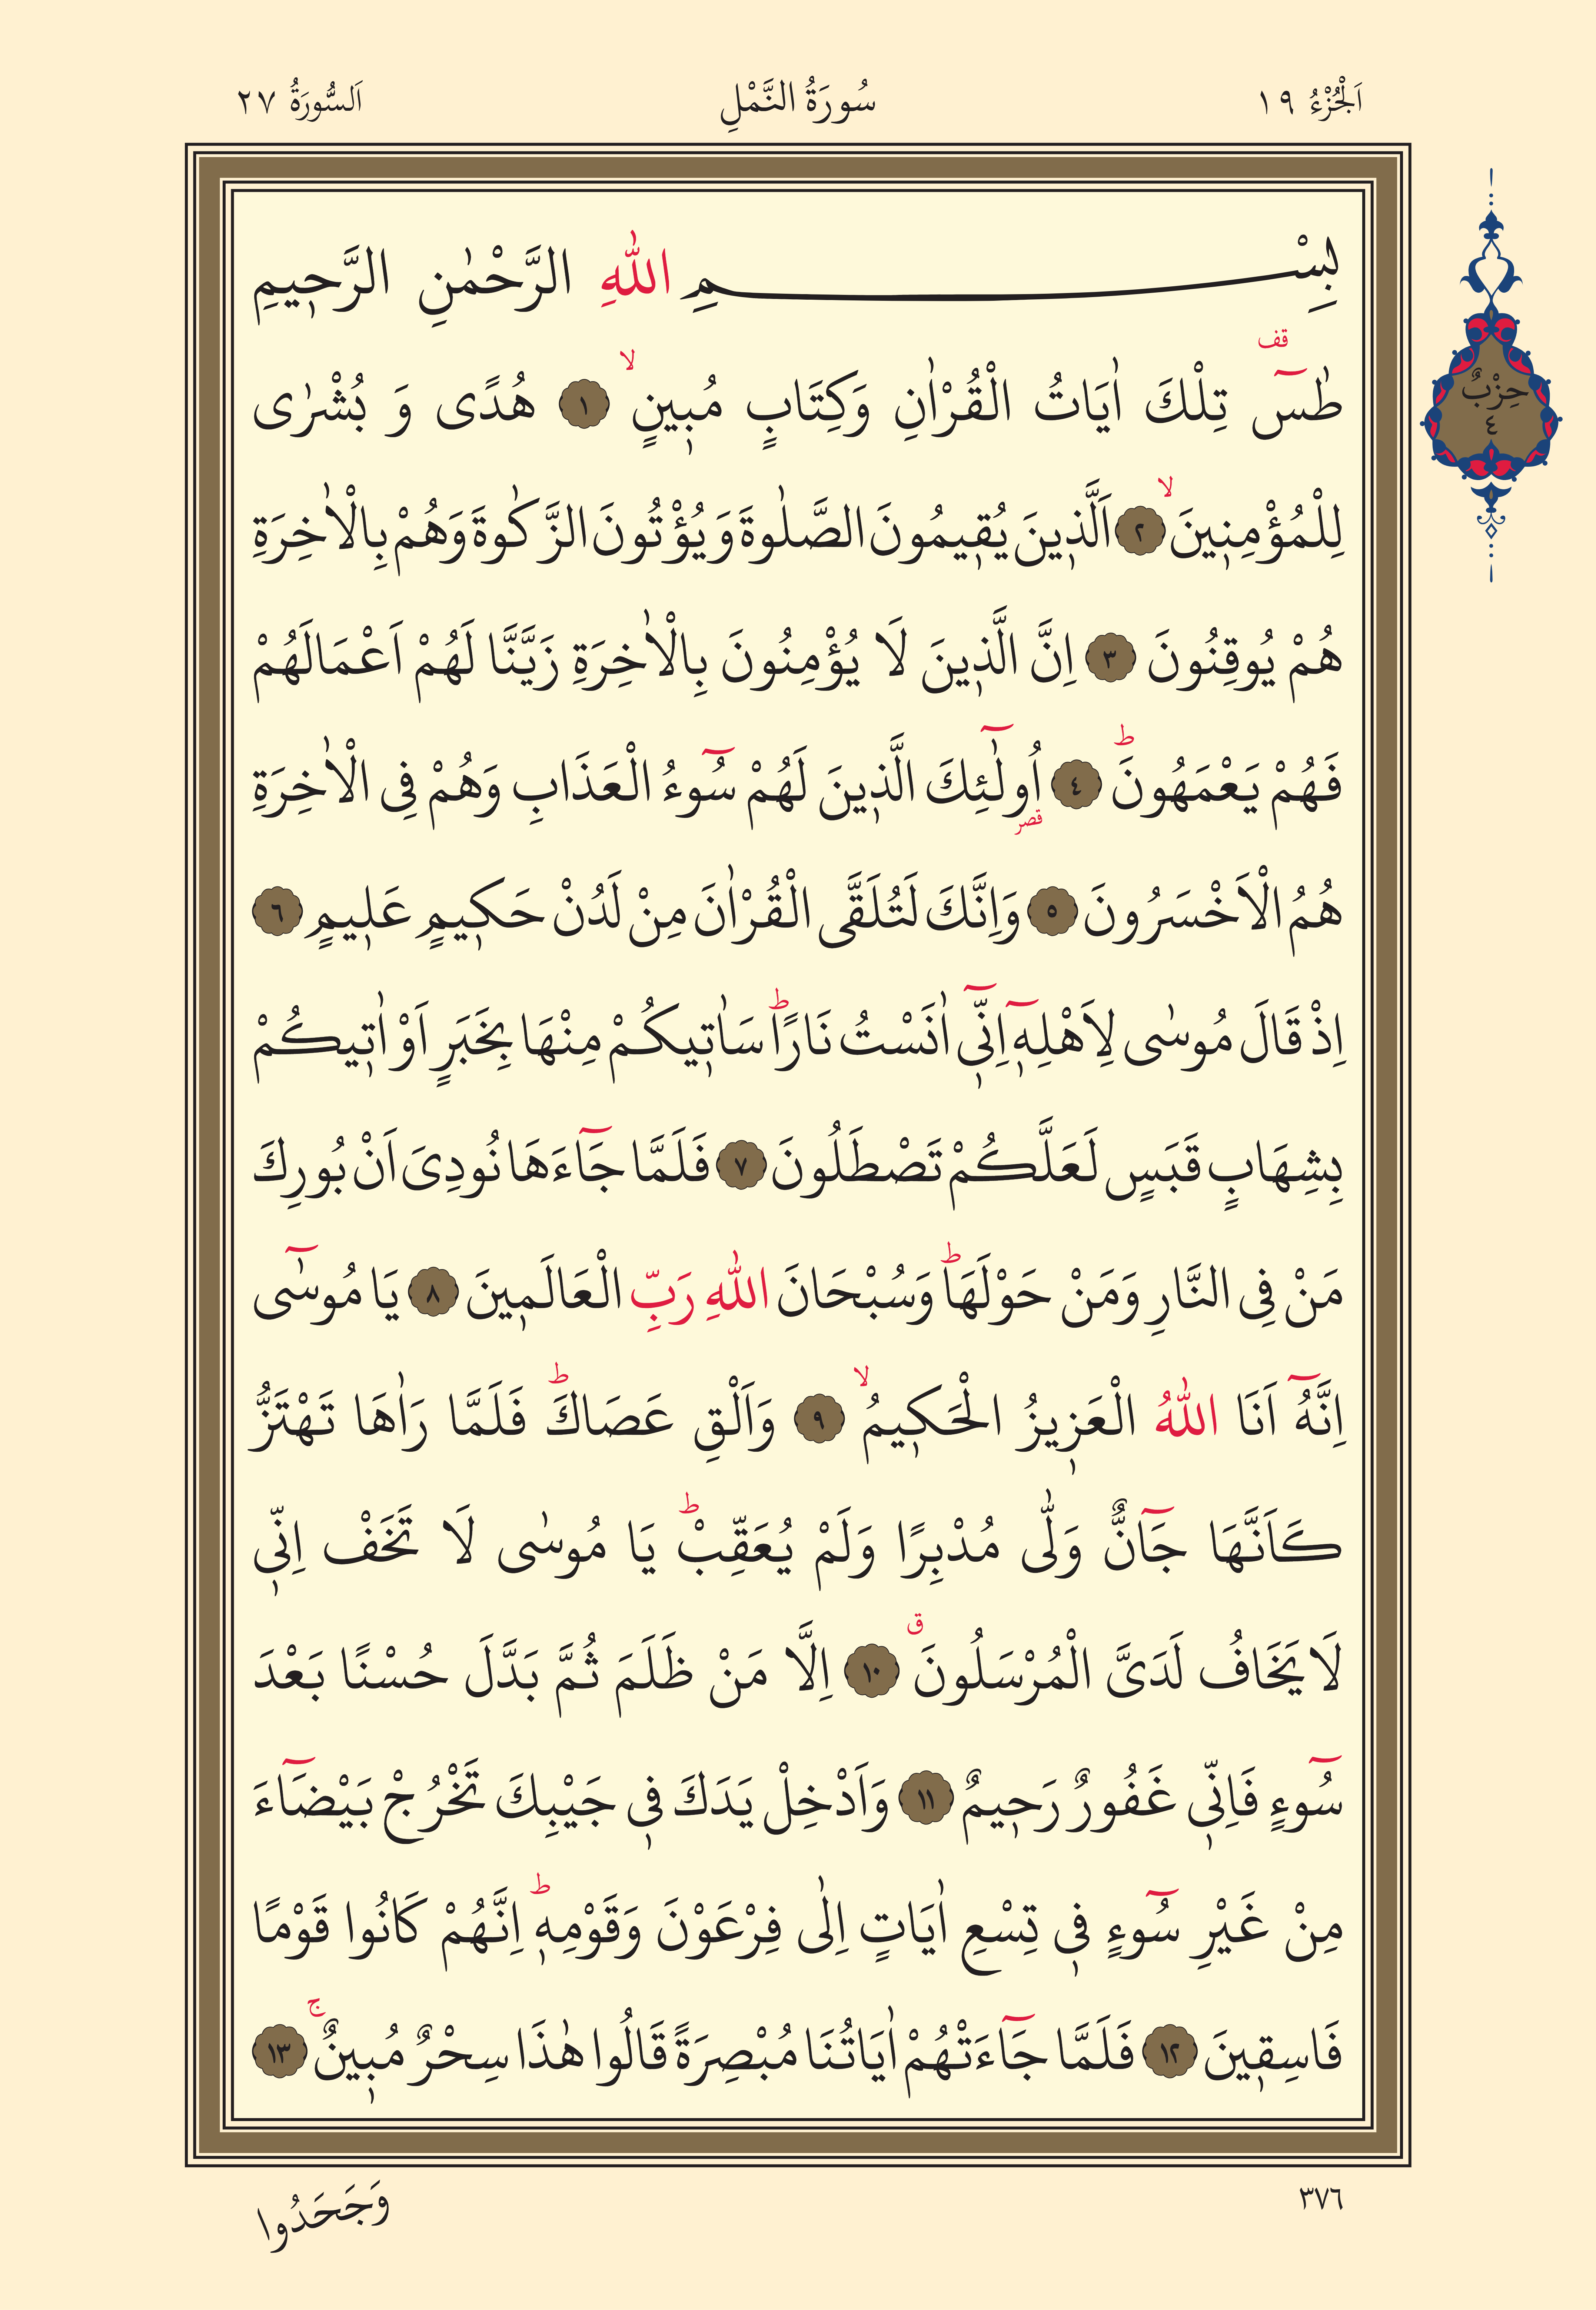 اَلْجُزْءُ ١٩
سُورَةُ النَّمْلِ
اَلسُّورَةُ ٢٧
حِزْبٌ
٤
بِسْمِ اللّٰهِ الرَّحْمٰنِ الرَّحٖيمِ
طٰسٓ قف تِلْكَ اٰيَاتُ الْقُرْاٰنِ وَكِتَابٍ مُبٖينٍ ۙ ١ هُدًى وَ بُشْرٰى
لِلْمُؤْمِنٖينَ ۙ ٢ اَلَّذٖينَ يُقٖيمُونَ الصَّلٰوةَ وَ يُؤْتُونَ الزَّكٰوةَ وَهُمْ بِالْاٰخِرَةِ
هُمْ يُوقِنُونَ ٣ اِنَّ الَّذٖينَ لَا يُؤْمِنُونَ بِالْاٰخِرَةِ زَيَّنَّا لَهُمْ اَعْمَالَهُمْ
فَهُمْ يَعْمَهُونَ ؕ ٤ اُولٰٓئِكَ قصر الَّذٖينَ لَهُمْ سُٓوءُ الْعَذَابِ وَهُمْ فِى الْاٰخِرَةِ
هُمُ الْاَخْسَرُونَ ٥ وَاِنَّكَ لَتُلَقَّى الْقُرْاٰنَ مِنْ لَدُنْ حَكٖيمٍ عَلٖيمٍ ٦
اِذْ قَالَ مُوسٰى لِاَهْلِهٖٓ اِنّٖٓى اٰنَسْتُ نَارًاؕ سَاٰتٖيكُمْ مِنْهَا بِخَبَرٍ اَوْ اٰتٖيكُمْ
بِشِهَابٍ قَبَسٍ لَعَلَّكُمْ تَصْطَلُونَ ٧ فَلَمَّا جَٓاءَهَا نُودِىَ اَنْ بُورِكَ
مَنْ فِى النَّارِ وَمَنْ حَوْلَهَاؕ وَسُبْحَانَ اللّٰهِ رَبِّ الْعَالَمٖينَ ٨ يَا مُوسٰٓى
اِنَّهُٓ اَنَا اللّٰهُ الْعَزٖيزُ الْحَكٖيمُ ۙ ٩ وَاَلْقِ عَصَاكَؕ فَلَمَّا رَاٰهَا تَهْتَزُّ
كَاَنَّهَا جَٓانٌّ وَلّٰى مُدْبِرًا وَلَمْ يُعَقِّبْؕ يَا مُوسٰى لَا تَخَفْ اِنّٖى
لَا يَخَافُ لَدَىَّ الْمُرْسَلُونَ ق ١٠ اِلَّا مَنْ ظَلَمَ ثُمَّ بَدَّلَ حُسْنًا بَعْدَ
سُٓوءٍ فَاِنّٖى غَفُورٌ رَحٖيمٌ ١١ وَاَدْخِلْ يَدَكَ فٖى جَيْبِكَ تَخْرُجْ بَيْضَٓاءَ
مِنْ غَيْرِ سُٓوءٍ فٖى تِسْعِ اٰيَاتٍ اِلٰى فِرْعَوْنَ وَقَوْمِهٖؕ اِنَّهُمْ كَانُوا قَوْمًا
فَاسِقٖينَ ١٢ فَلَمَّا جَٓاءَتْهُمْ اٰيَاتُنَا مُبْصِرَةً قَالُوا هٰذَا سِحْرٌ مُبٖينٌ ۚ ١٣
٣٧٦
وَجَحَدُوا